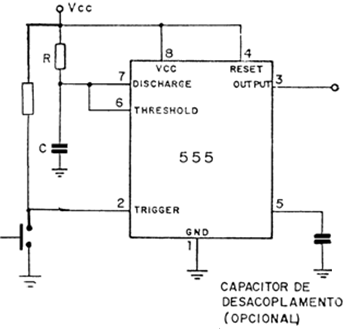 Vcc
R
8
4
VCC
RESET
7
DISCHARGE
OUTPUT
3
6
THRESHOLD
C
555
2
TRIGGER
5
GND
1
CAPACITOR DE
DESACOPLAMENTO
(OPCIONAL)